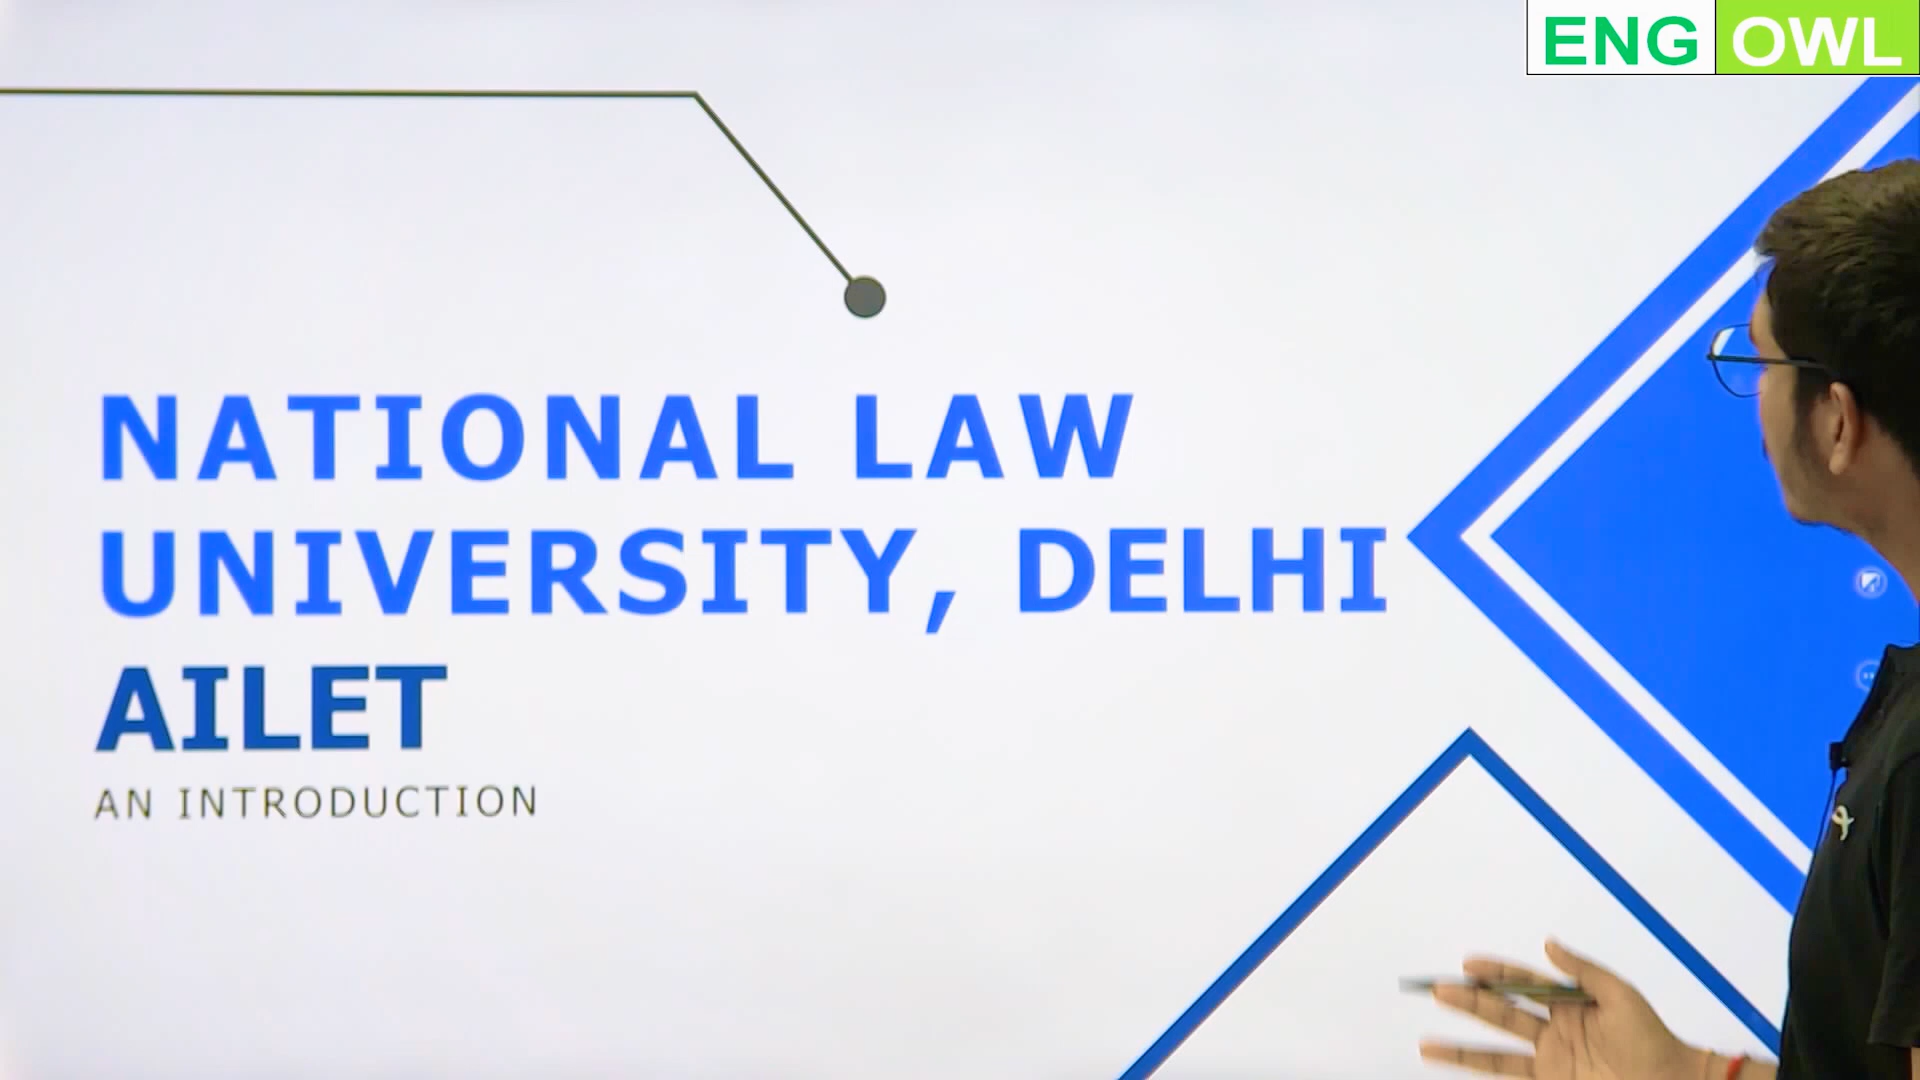 ENG OWL
NATIONAL LAW
UNIVERSITY, DELHI
AILET
AN INTRODUCTION